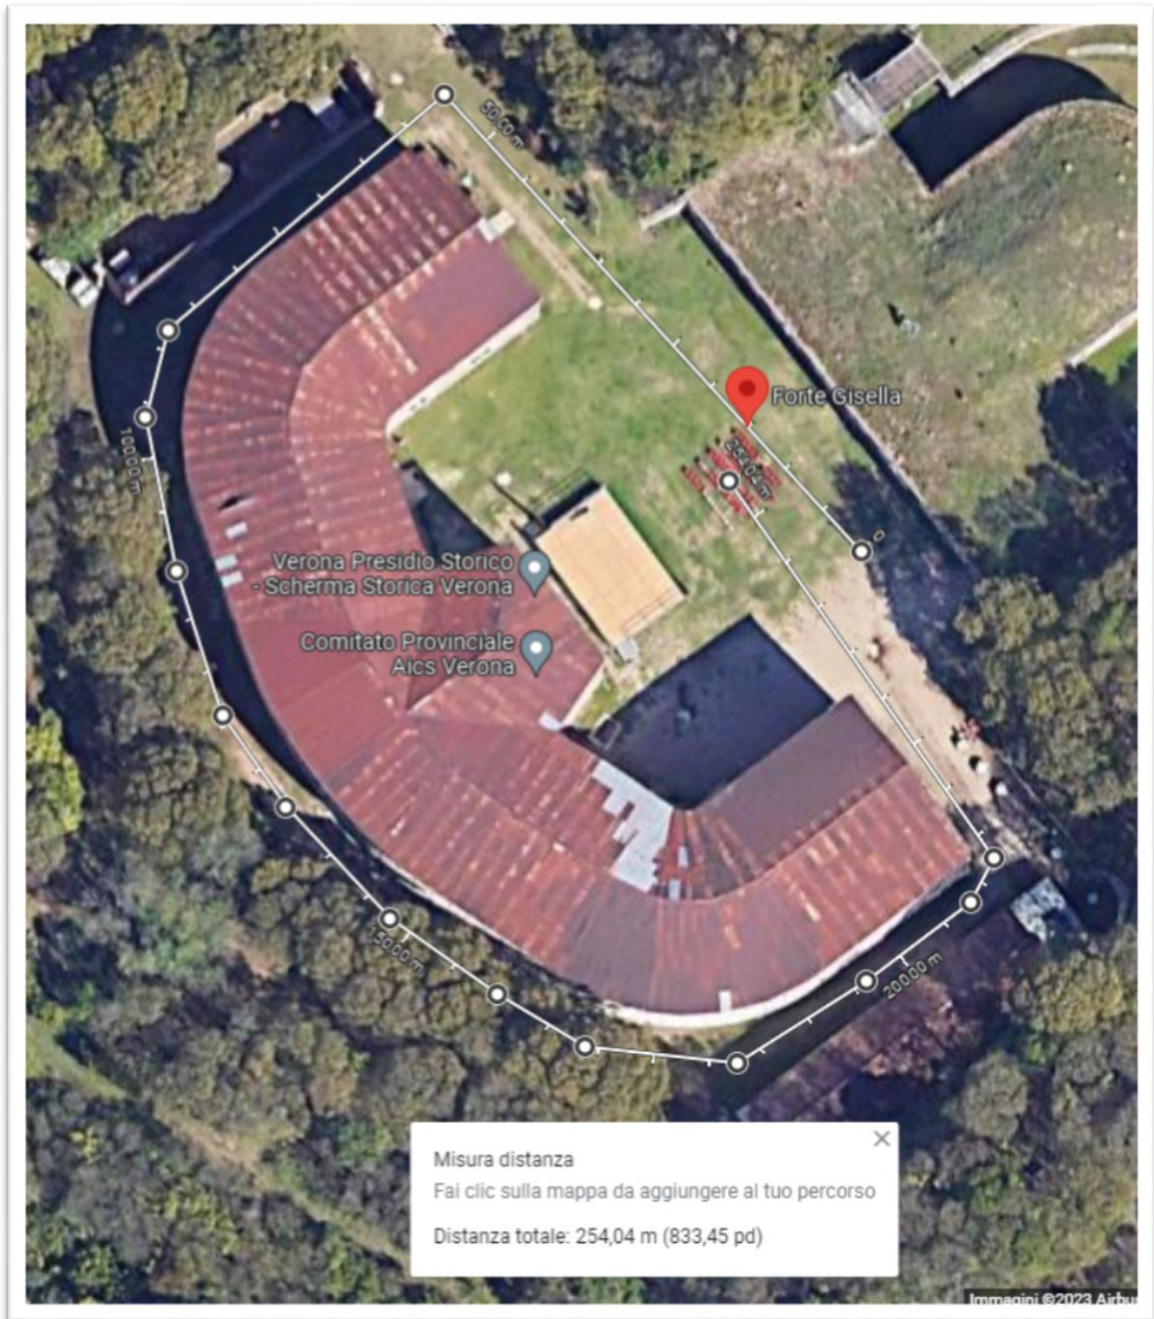 50,00 m
Forte Gisella
254,04 m
0
100,00 m
Verona Presidio Storico
- Scherma Storica Verona
Comitato Provinciale
Aics Verona
150,00 m
200,00 m
Misura distanza
Fai clic sulla mappa da aggiungere al tuo percorso
Distanza totale: 254,04 m (833,45 pd)
Immagini ©2023 Airbu